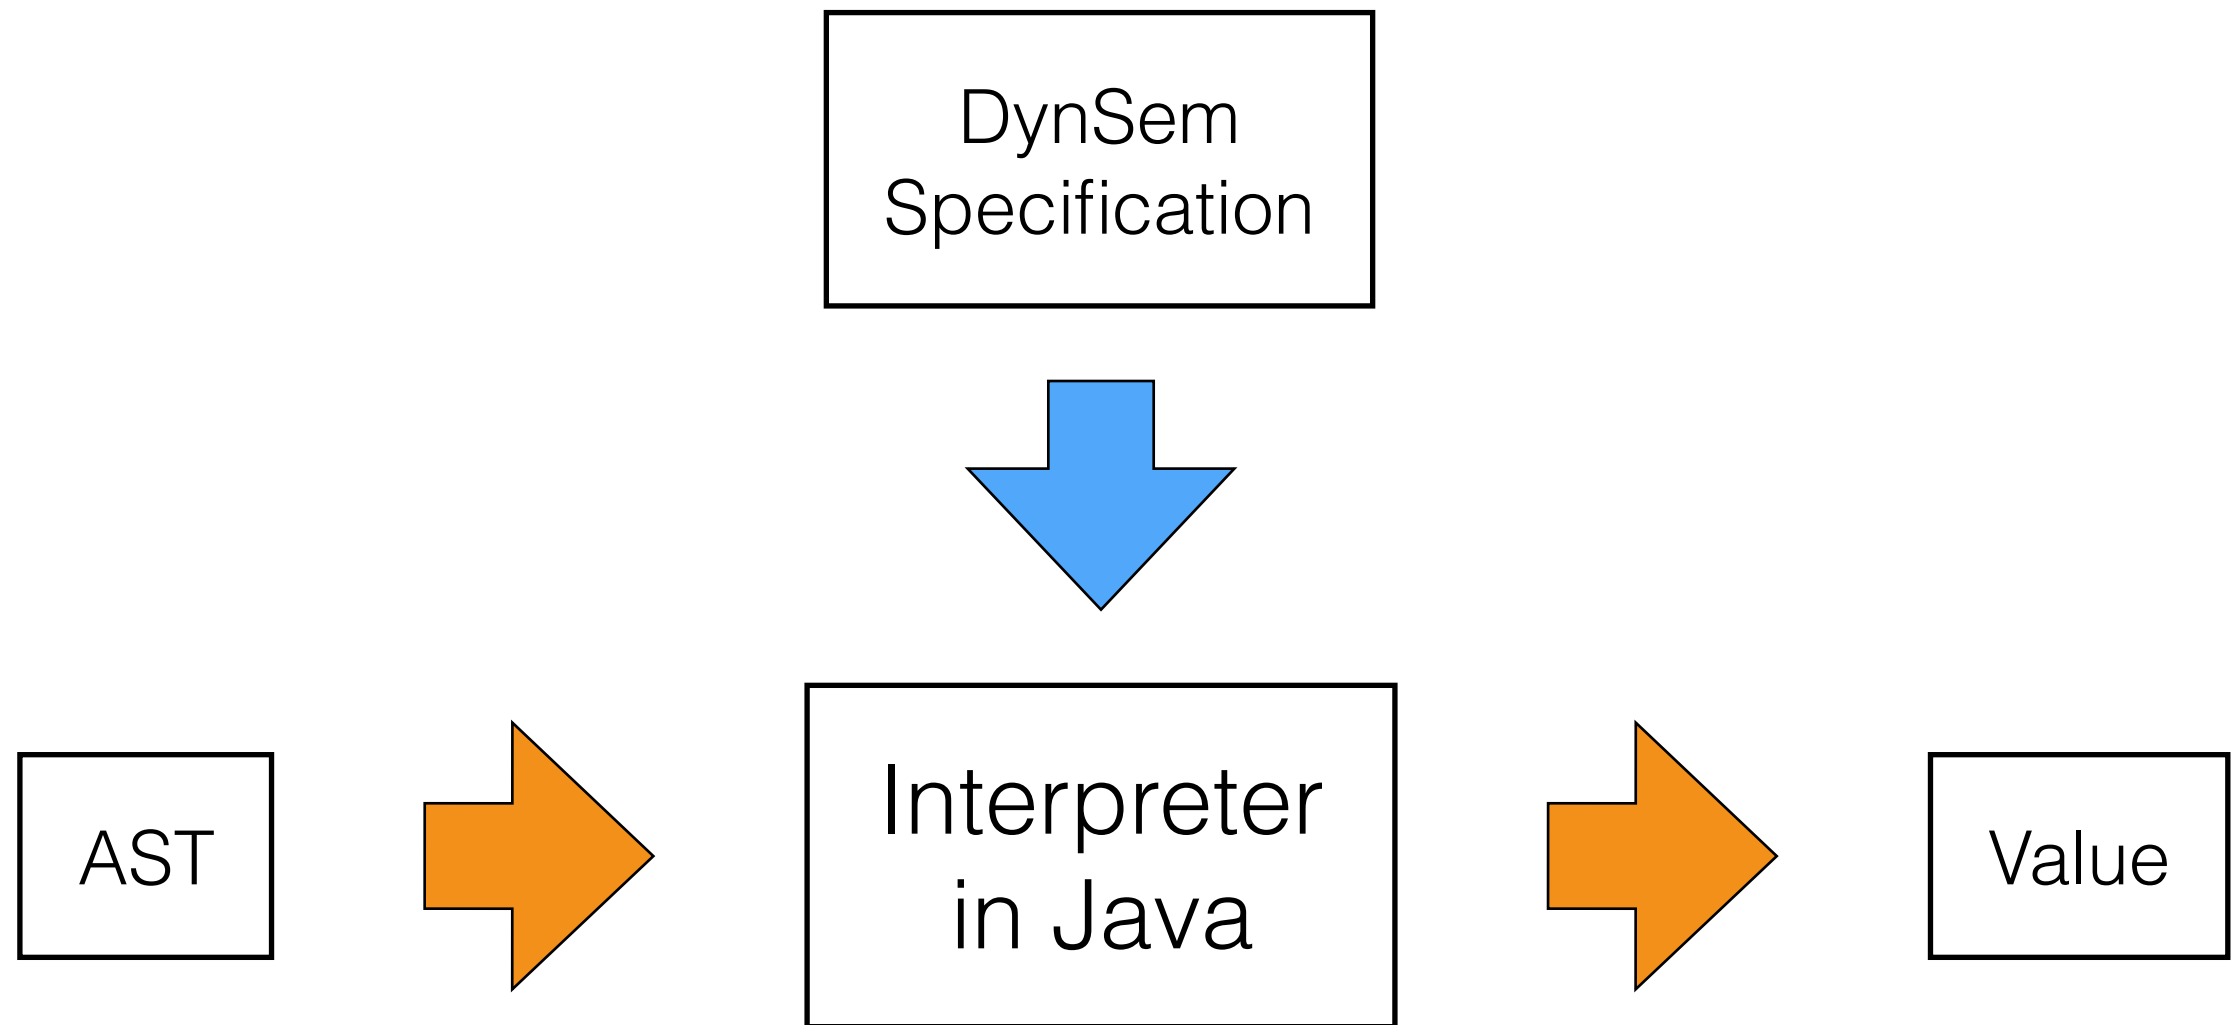 DynSem
Specification
AST
Interpreter
in Java
Value